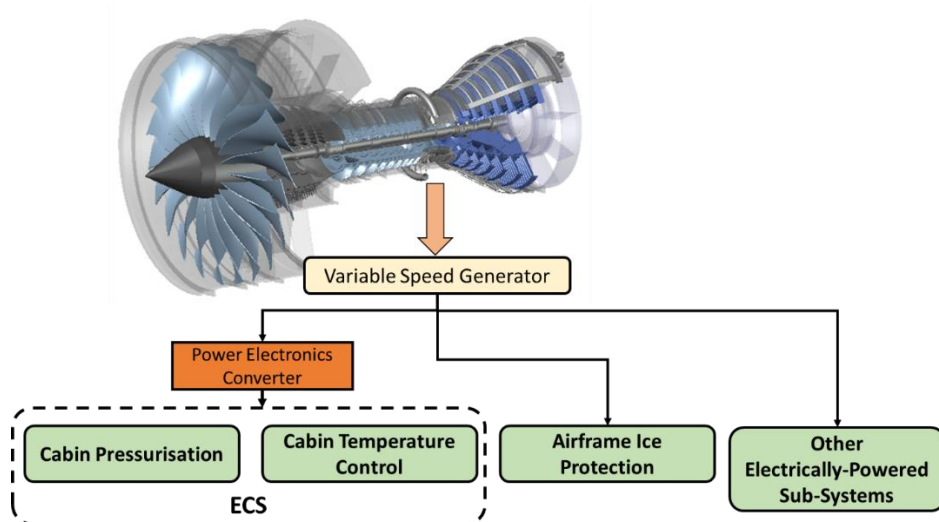 Variable Speed Generator
Power Electronics
Converter
Cabin Pressurisation
Cabin Temperature
Control
Airframe Ice
Protection
Other
Electrically-Powered
Sub-Systems
ECS